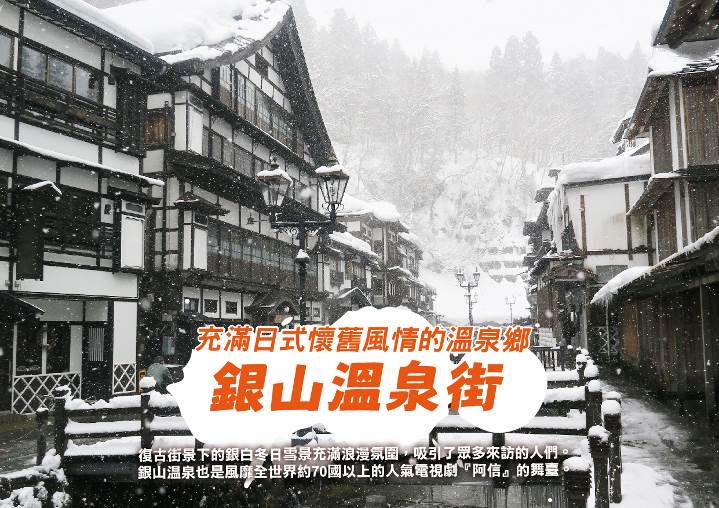 充滿日式懷舊風情的溫泉鄉
銀山溫泉街
復古街景下的銀白冬日雪景充滿浪漫氛圍，吸引了眾多來訪的人們。
銀山溫泉也是風靡全世界約70國以上的人氣電視劇『阿信』的舞臺。